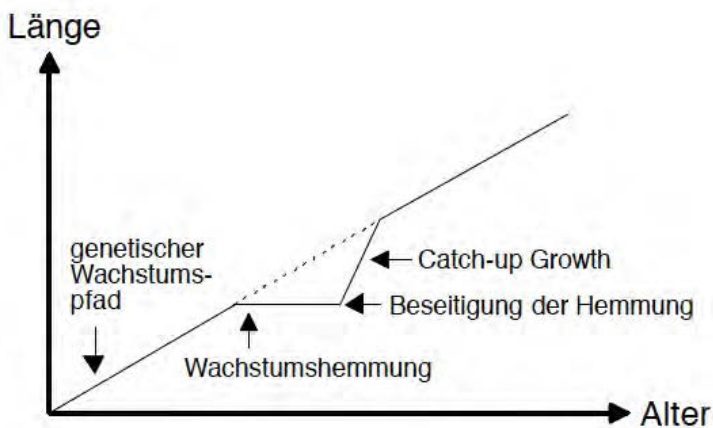 Länge
genetischer
Wachstums-
pfad
Catch-up Growth
Beseitigung der Hemmung
Wachstumshemmung
Alter